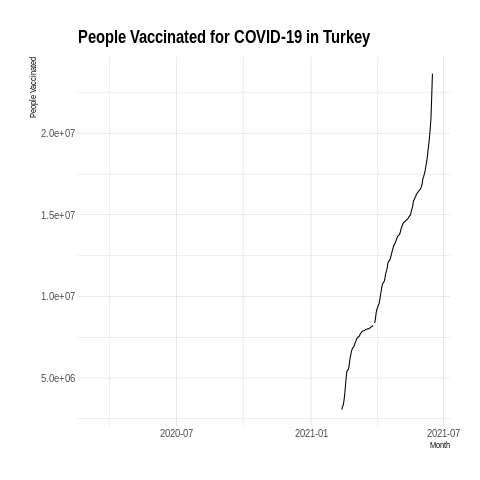 People Vaccinated for COVID-19 in Turkey
People Vaccinated
2.0e+07
1.5e+07
1.0e+07
5.0e+06
2020-07
2021-01
2021-07
Month